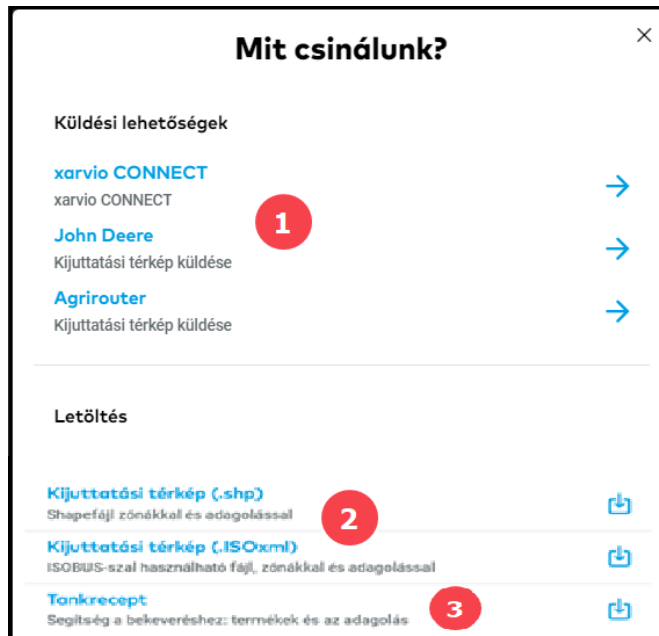 Mit csinálunk?
Küldési lehetőségek
xarvio CONNECT
xarvio CONNECT
1
John Deere
Kijuttatási térkép küldése
Agrirouter
Kijuttatási térkép küldése
Letöltés
Kijuttatási térkép (.shp)
Shapefájl zónákkal és adagolással
2
Kijuttatási térkép (.ISOxml)
ISOBUS-szal használható fájl, zónákkal és adagolással
Tankrecept
3
Segítség a bekeveréshez: termékek és az adagolás